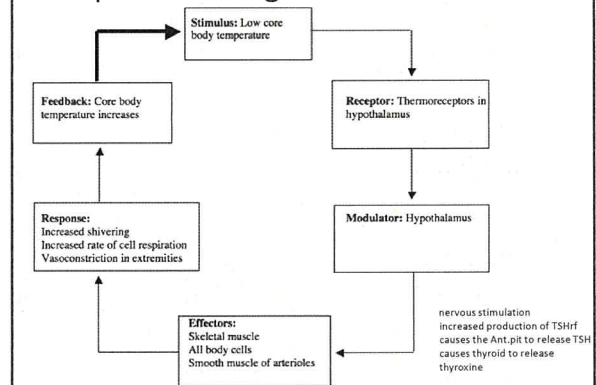 Stimulus: Low core
body temperature
Receptor: Thermoreceptors in
hypothalamus
Modulator: Hypothalamus
nervous stimulation
increased production of TSHrf
causes the Ant.pit to release TSH
causes thyroid to release
thyroxine
Effectors:
Skeletal muscle
All body cells
Smooth muscle of arterioles
Response:
Increased shivering
Increased rate of cell respiration
Vasoconstriction in extremities
Feedback: Core body
temperature increases